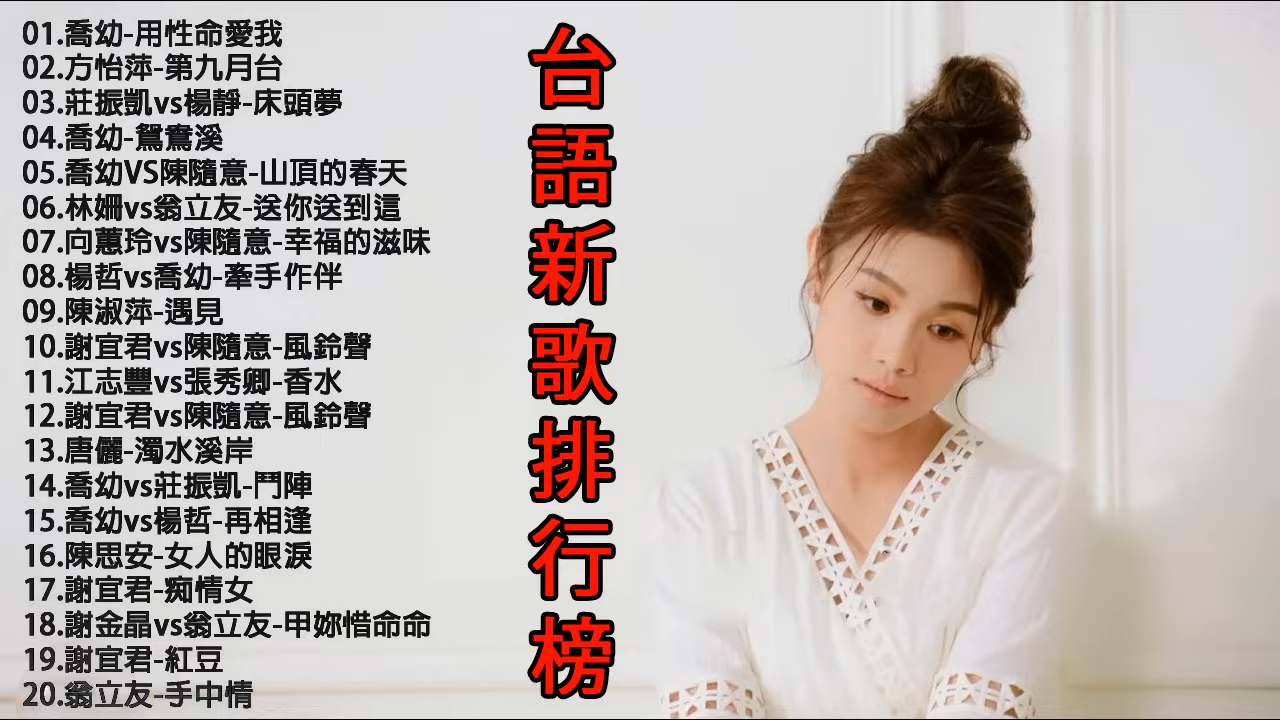 01.喬幼-用性命愛我
02.方怡萍-第九月台
03.莊振凱vs楊靜-床頭夢
04.喬幼-鴛鴦溪
05.喬幼VS陳隨意-山頂的春天
06.林姍vs翁立友-送你送到這
07.向蕙玲vs陳隨意-幸福的滋味
08.楊哲vs喬幼-牽手作伴
09.陳淑萍-遇見
10.謝宜君vs陳隨意-風鈴聲
11.江志豐vs張秀卿-香水
12.謝宜君vs陳隨意-風鈴聲
13.唐儷-濁水溪岸
14.喬幼vs莊振凱-鬥陣
15.喬幼vs楊哲-再相逢
16.陳思安-女人的眼淚
17.謝宜君-痴情女
18.謝金晶vs翁立友-甲妳惜命命
19.謝宜君-紅豆
20.翁立友-手中情
台語新歌排行榜